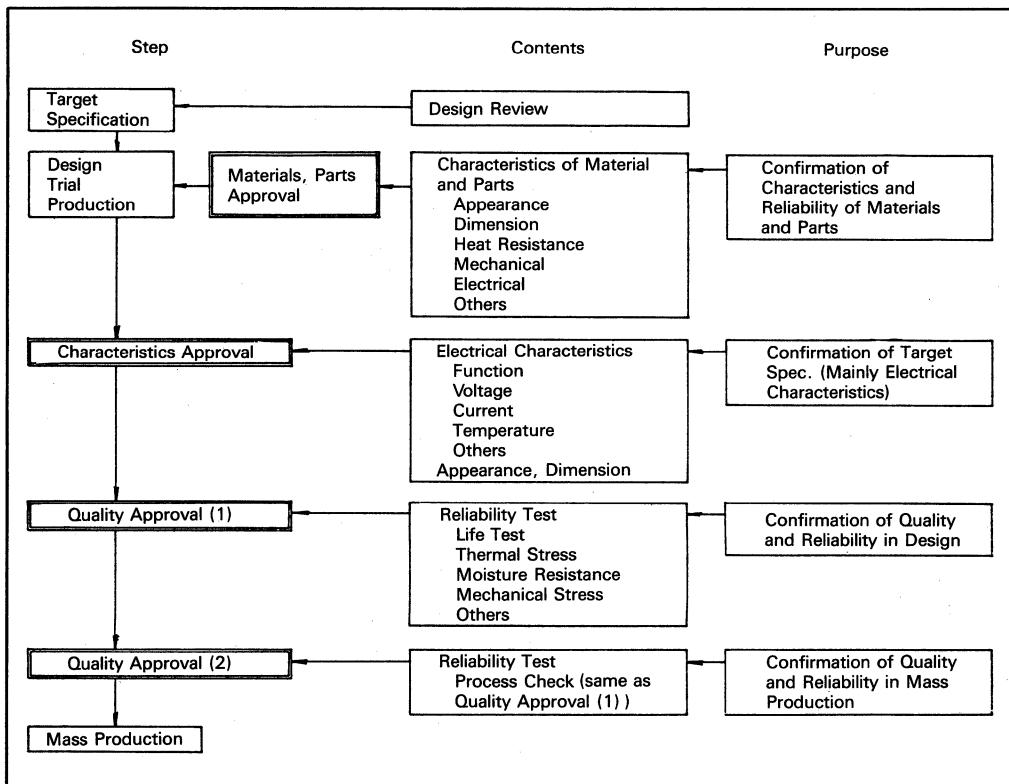 Step
Contents
Purpose
Target
Specification
Design Review
Design
Trial
Production
Materials, Parts
Approval
Characteristics of Material
and Parts
Appearance
Dimension
Heat Resistance
Mechanical
Electrical
Others
Confirmation of
Characteristics and
Reliability of Materials
and Parts
Characteristics Approval
Electrical Characteristics
Function
Voltage
Current
Temperature
Others
Appearance, Dimension
Confirmation of Target
Spec. (Mainly Electrical
Characteristics)
Quality Approval (1)
Reliability Test
Life Test
Thermal Stress
Moisture Resistance
Mechanical Stress
Others
Confirmation of Quality
and Reliability in Design
Quality Approval (2)
Reliability Test
Process Check (same as
Quality Approval (1) )
Confirmation of Quality
and Reliability in Mass
Production
Mass Production